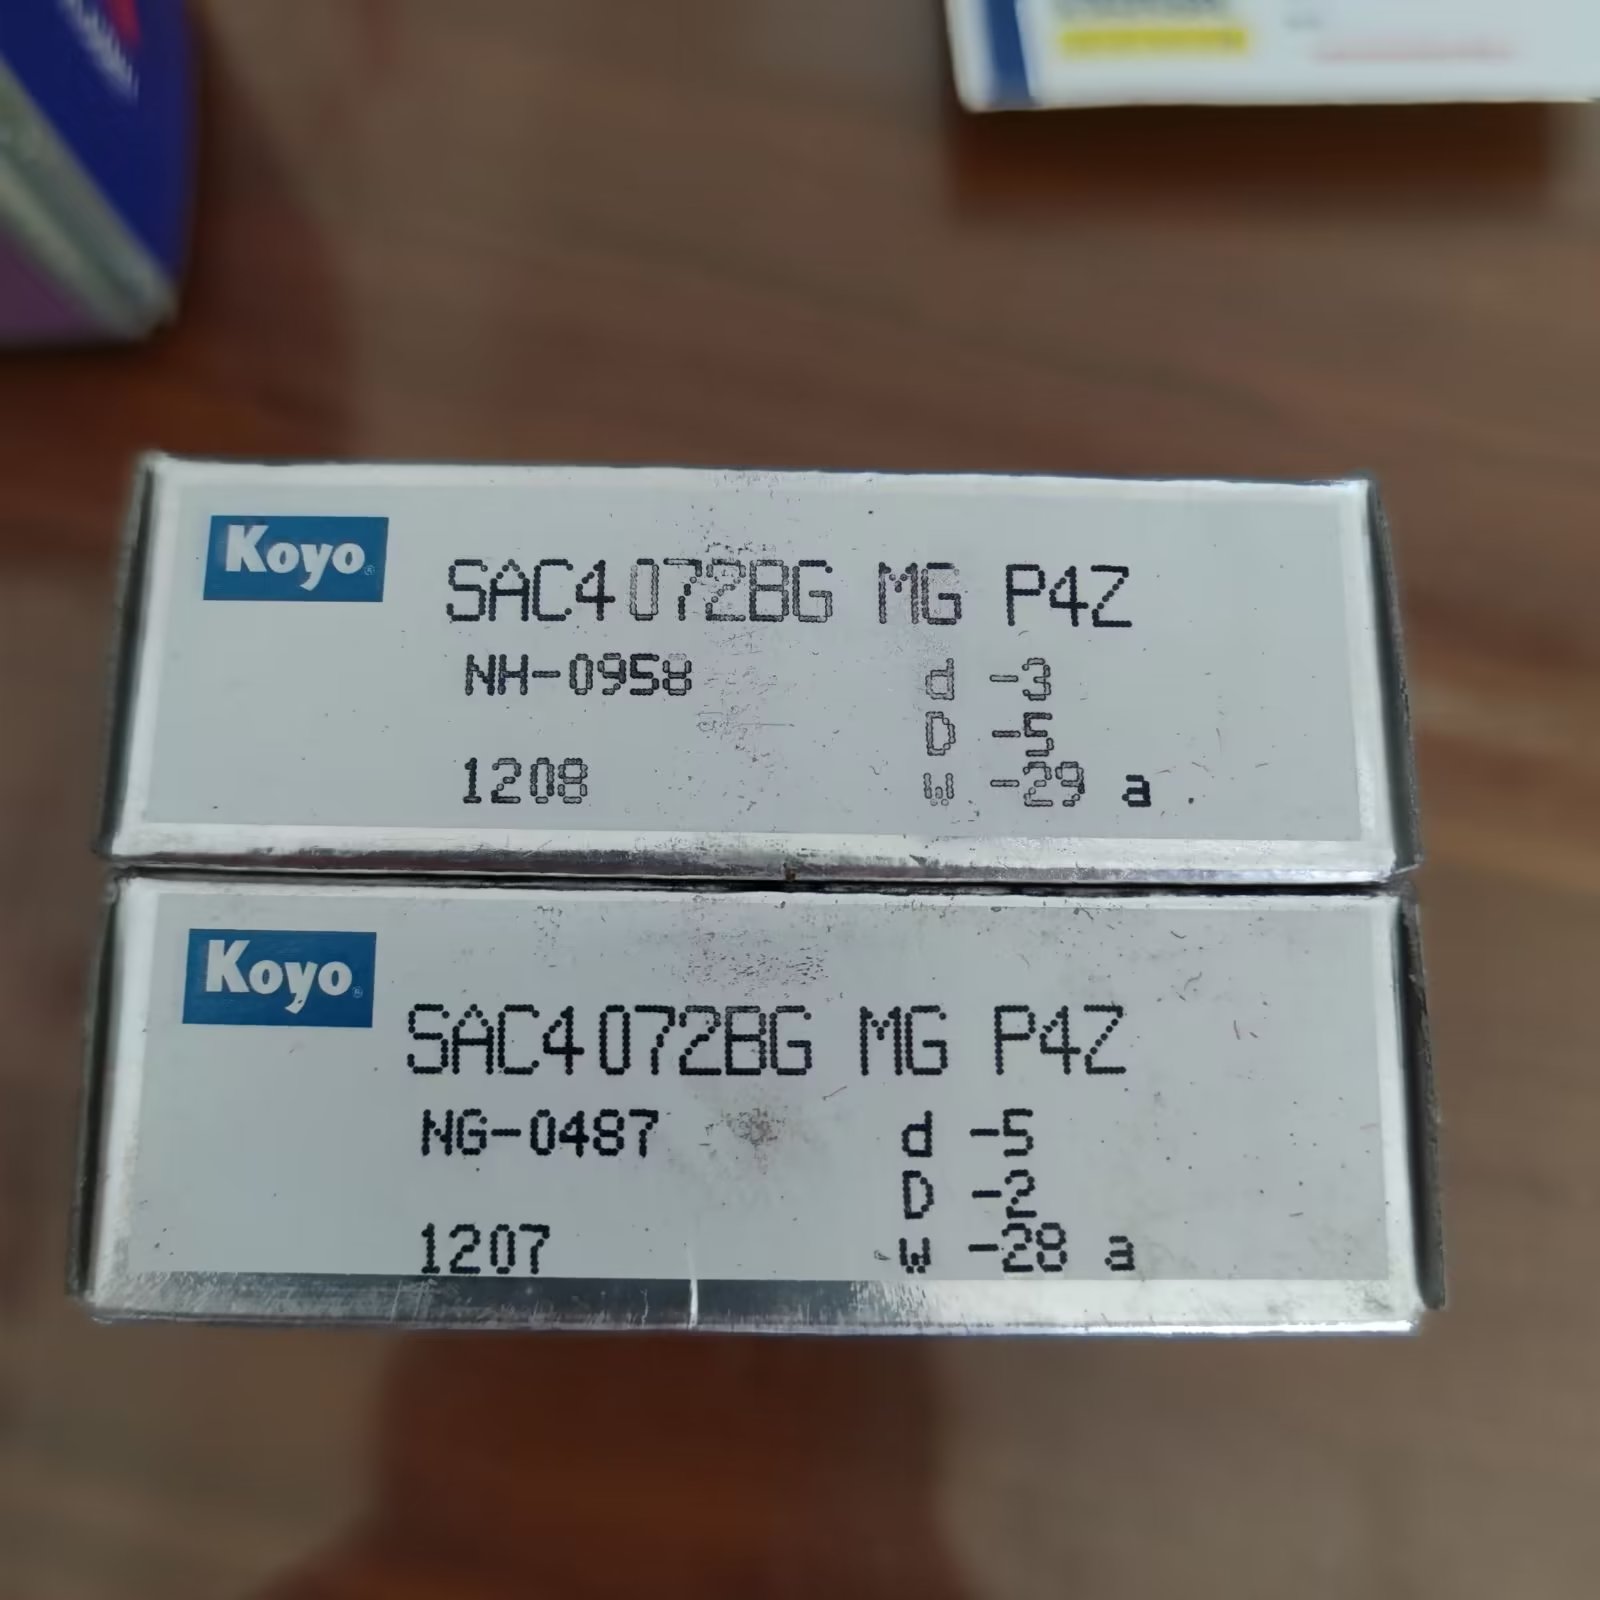 Koyo
SAC4072BG MG P4Z
NH-0958 d -3
D -5
1208 w -29 a
Koyo
SAC4072BG MG P4Z
NG-0487 d -5
D -2
1207 w -28 a